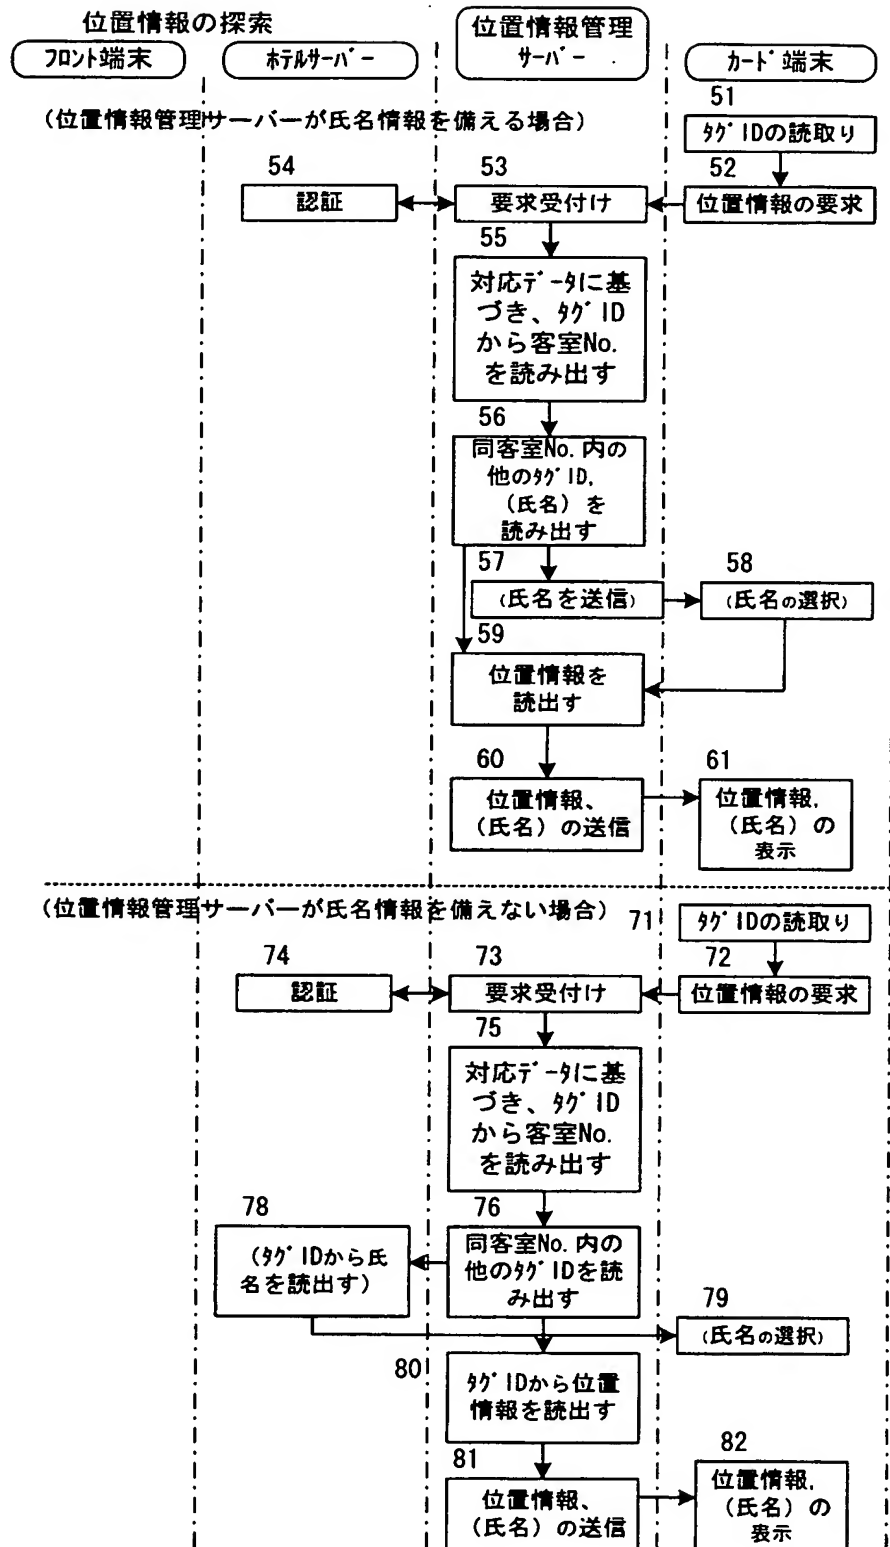 位置情報の探索
フロント端末
ホテルサーバー
位置情報管理
サーバー
カード端末
(位置情報管理サーバーが氏名情報を備える場合)
51
タグIDの読取り
52
位置情報の要求
53
要求受付け
54
認証
55
対応データに基
づき、タグID
から客室No.
を読み出す
56
同客室No.内の
他のタグID,
(氏名)を
読み出す
57
(氏名を送信)
58
(氏名の選択)
59
位置情報を
読出す
60
位置情報、
(氏名)の送信
61
位置情報,
(氏名)の
表示
(位置情報管理サーバーが氏名情報を備えない場合)
71
タグIDの読取り
72
位置情報の要求
73
要求受付け
74
認証
75
対応データに基
づき、タグID
から客室No.
を読み出す
76
同客室No.内の
他のタグIDを読
み出す
78
(タグIDから氏
名を読出す)
79
(氏名の選択)
80
タグIDから位置
情報を読出す
81
位置情報、
(氏名)の送信
82
位置情報,
(氏名)の
表示